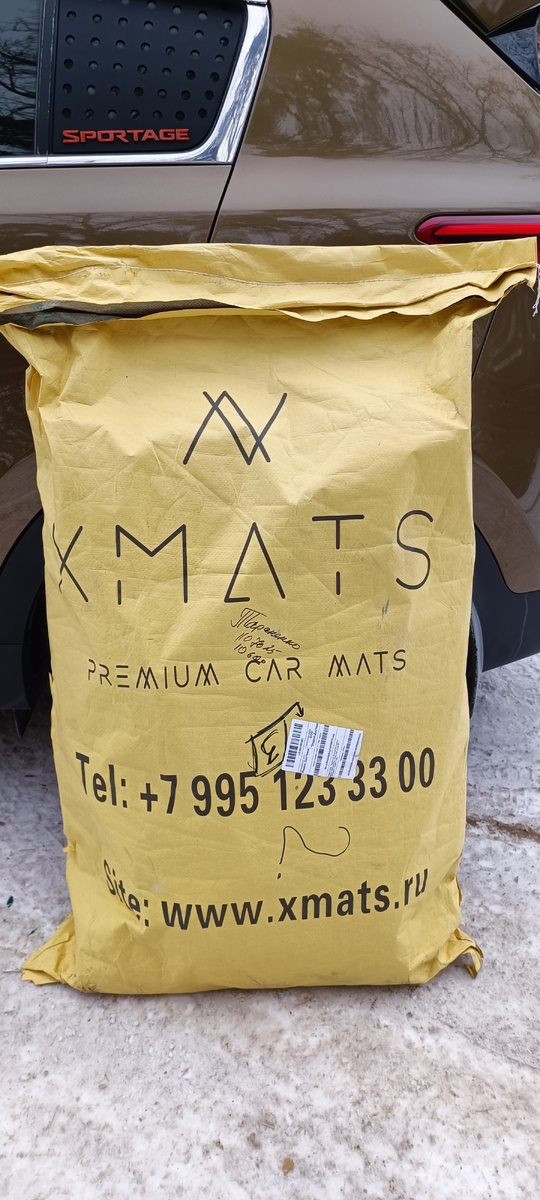 SPORTAGE
XMATS
PREMIUM CAR MATS
Tel: +7 995 123 33 00
Site: www.xmats.ru